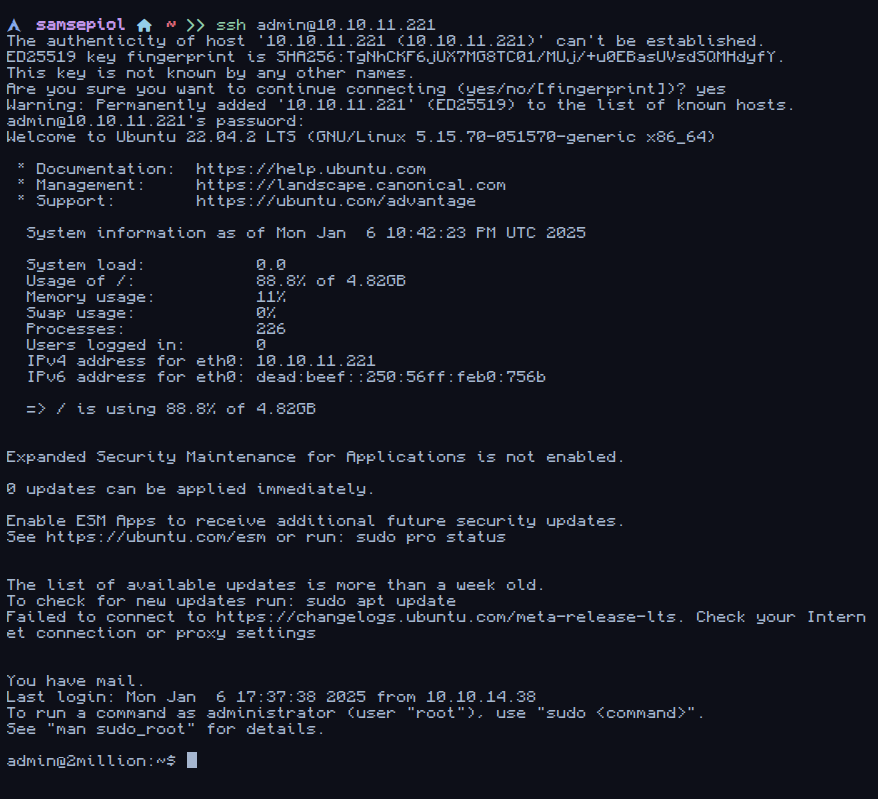 samsepiol ~ >> ssh admin@10.10.11.221
The authenticity of host '10.10.11.221 (10.10.11.221)' can't be established.
ED25519 key fingerprint is SHA256:TgNhCKF6jUX7MG8TC01/MUj/+u0EBasUVsdSQMHdyfY.
This key is not known by any other names.
Are you sure you want to continue connecting (yes/no/[fingerprint])? yes
Warning: Permanently added '10.10.11.221' (ED25519) to the list of known hosts.
admin@10.10.11.221's password:
Welcome to Ubuntu 22.04.2 LTS (GNU/Linux 5.15.70-051570-generic x86_64)
* Documentation:  https://help.ubuntu.com
* Management:     https://landscape.canonical.com
* Support:        https://ubuntu.com/advantage
System information as of Mon Jan  6 10:42:23 PM UTC 2025
System load:           0.0
Usage of /:            88.8% of 4.82GB
Memory usage:          11%
Swap usage:            0%
Processes:             226
Users logged in:       0
IPv4 address for eth0: 10.10.11.221
IPv6 address for eth0: dead:beef::250:56ff:feb0:756b
=> / is using 88.8% of 4.82GB
Expanded Security Maintenance for Applications is not enabled.
0 updates can be applied immediately.
Enable ESM Apps to receive additional future security updates.
See https://ubuntu.com/esm or run: sudo pro status
The list of available updates is more than a week old.
To check for new updates run: sudo apt update
Failed to connect to https://changelogs.ubuntu.com/meta-release-lts. Check your Intern
et connection or proxy settings
You have mail.
Last login: Mon Jan  6 17:37:38 2025 from 10.10.14.38
To run a command as administrator (user "root"), use "sudo <command>".
See "man sudo_root" for details.
admin@2million:~$